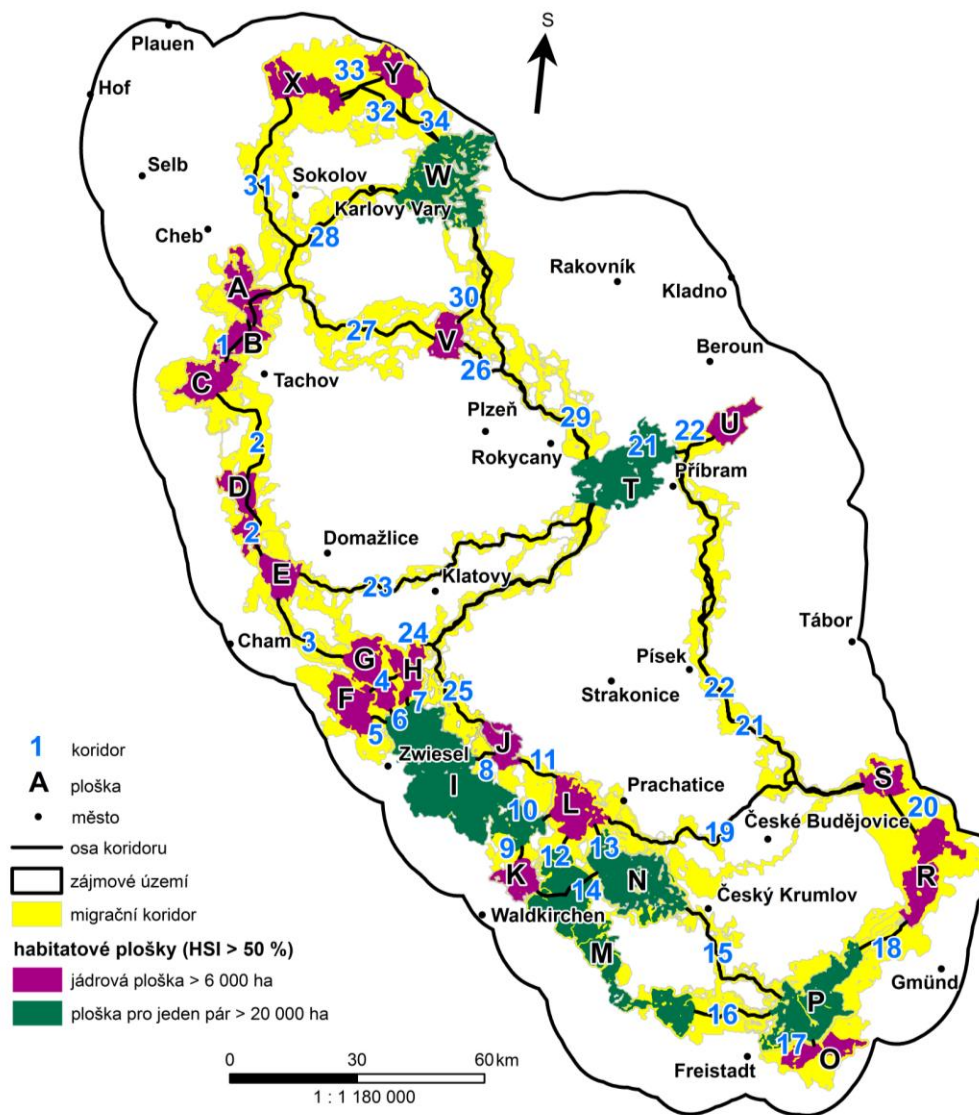 S
Plauen
Hof
X
33
Y
32
34
Selb
Sokolov
W
31
Karlovy Vary
Cheb
28
Rakovník
Kladno
A
30
27
V
1
B
26
Beroun
C
Tachov
Plzeň
29
U
2
Rokycany
21
22
T
Příbram
D
2
Domažlice
E
23
Klatovy
Tábor
Cham
3
24
G
H
Písek
4
25
Strakonice
F
7
22
6
5
J
21
1
koridor
Zwiesel
8
11
S
A
ploška
I
L
Prachatice
20
město
10
19
České Budějovice
osa koridoru
9
12
13
K
N
R
zájmové území
14
Český Krumlov
migrační koridor
Waldkirchen
15
18
habitatové plošky (HSI > 50 %)
M
Gmünd
jádrová ploška > 6 000 ha
P
ploška pro jeden pár > 20 000 ha
16
17
O
Freistadt
0 30 60 km
1 : 1 180 000